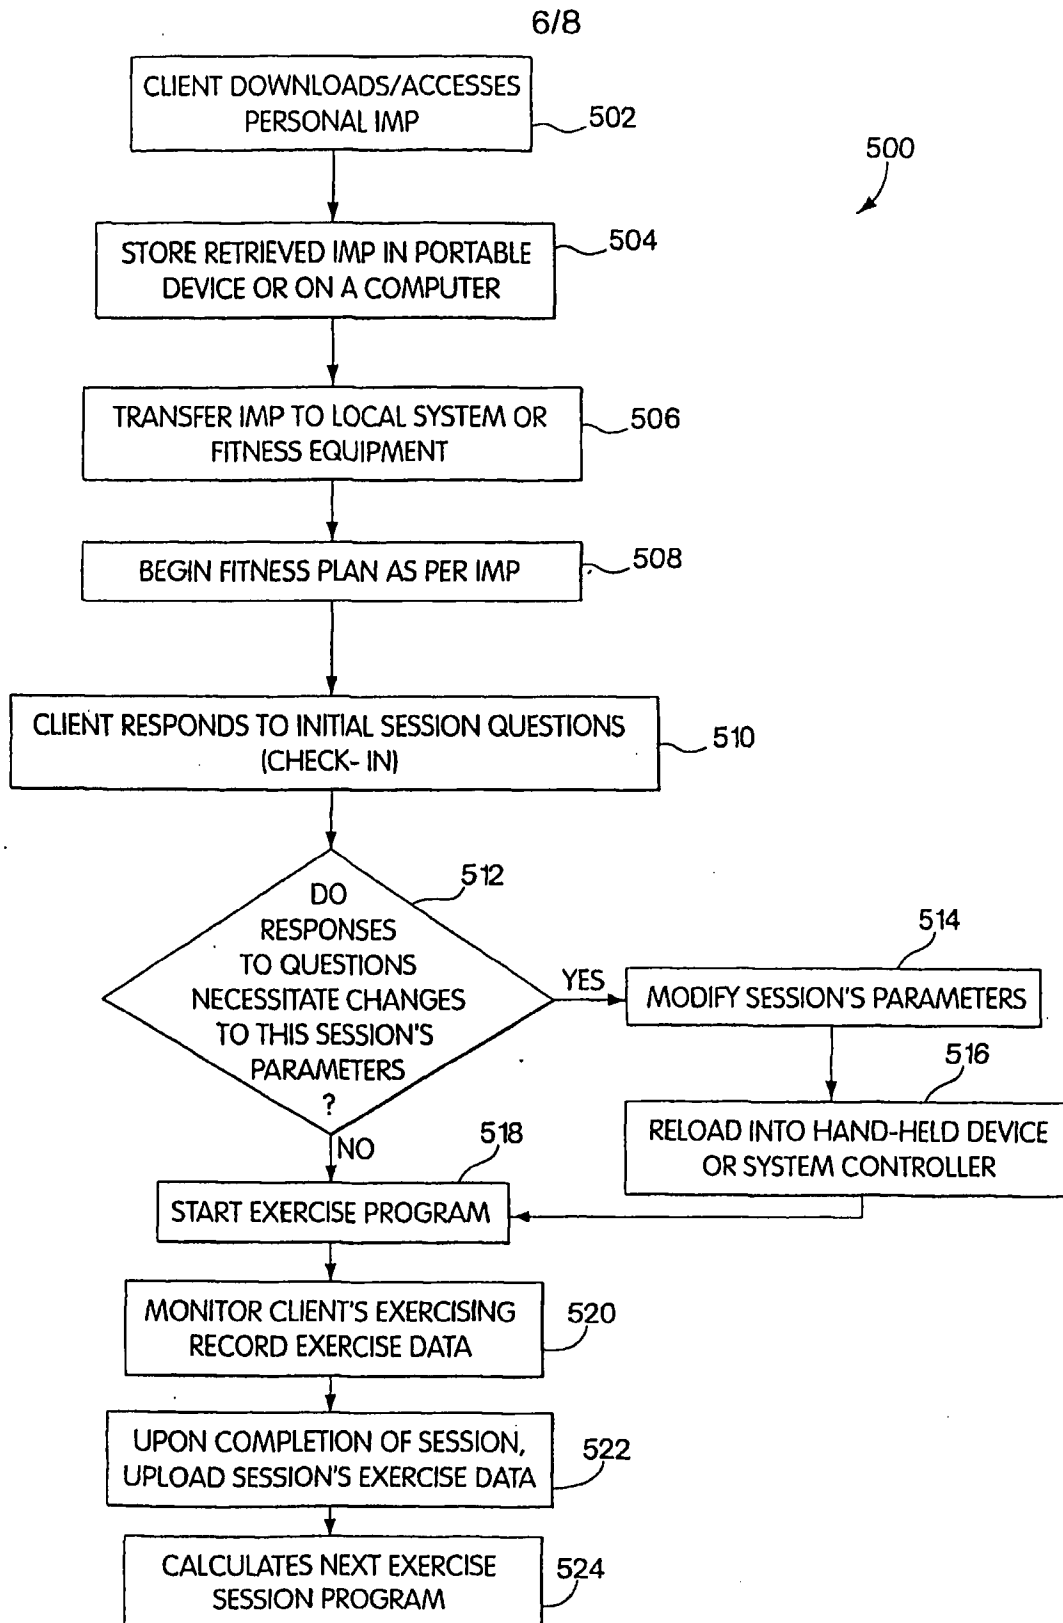 6/8
CLIENT DOWNLOADS/ACCESSES
PERSONAL IMP
502
500
STORE RETRIEVED IMP IN PORTABLE
DEVICE OR ON A COMPUTER
504
TRANSFER IMP TO LOCAL SYSTEM OR
FITNESS EQUIPMENT
506
BEGIN FITNESS PLAN AS PER IMP
508
CLIENT RESPONDS TO INITIAL SESSION QUESTIONS
(CHECK- IN)
510
DO
RESPONSES
TO QUESTIONS
NECESSITATE CHANGES
TO THIS SESSION'S
PARAMETERS
?
512
YES
MODIFY SESSION'S PARAMETERS
514
RELOAD INTO HAND-HELD DEVICE
OR SYSTEM CONTROLLER
516
NO
START EXERCISE PROGRAM
518
MONITOR CLIENT'S EXERCISING
RECORD EXERCISE DATA
520
UPON COMPLETION OF SESSION,
UPLOAD SESSION'S EXERCISE DATA
522
CALCULATES NEXT EXERCISE
SESSION PROGRAM
524